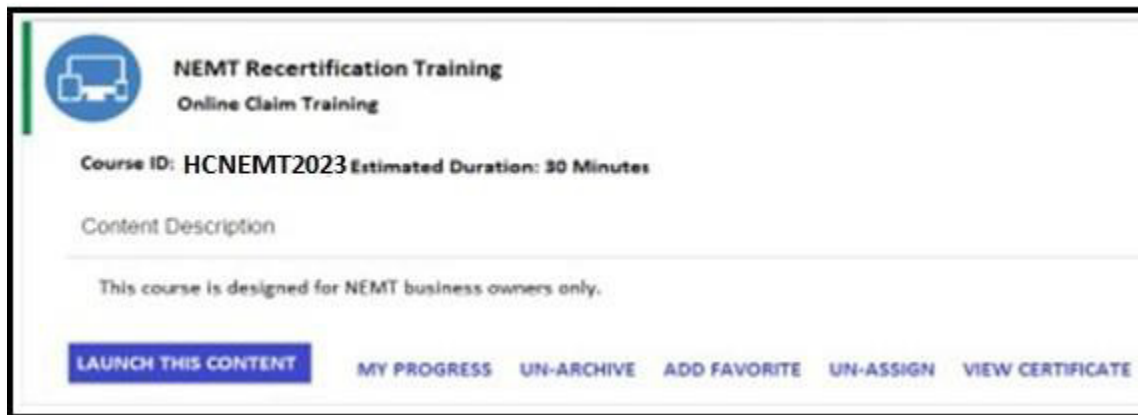 NEMT Recertification Training
Online Claim Training
Course ID: HCNEMT2023 Estimated Duration: 30 Minutes
Content Description
This course is designed for NEMT business owners only.
LAUNCH THIS CONTENT MY PROGRESS UN-ARCHIVE ADD FAVORITE UN-ASSIGN VIEW CERTIFICATE